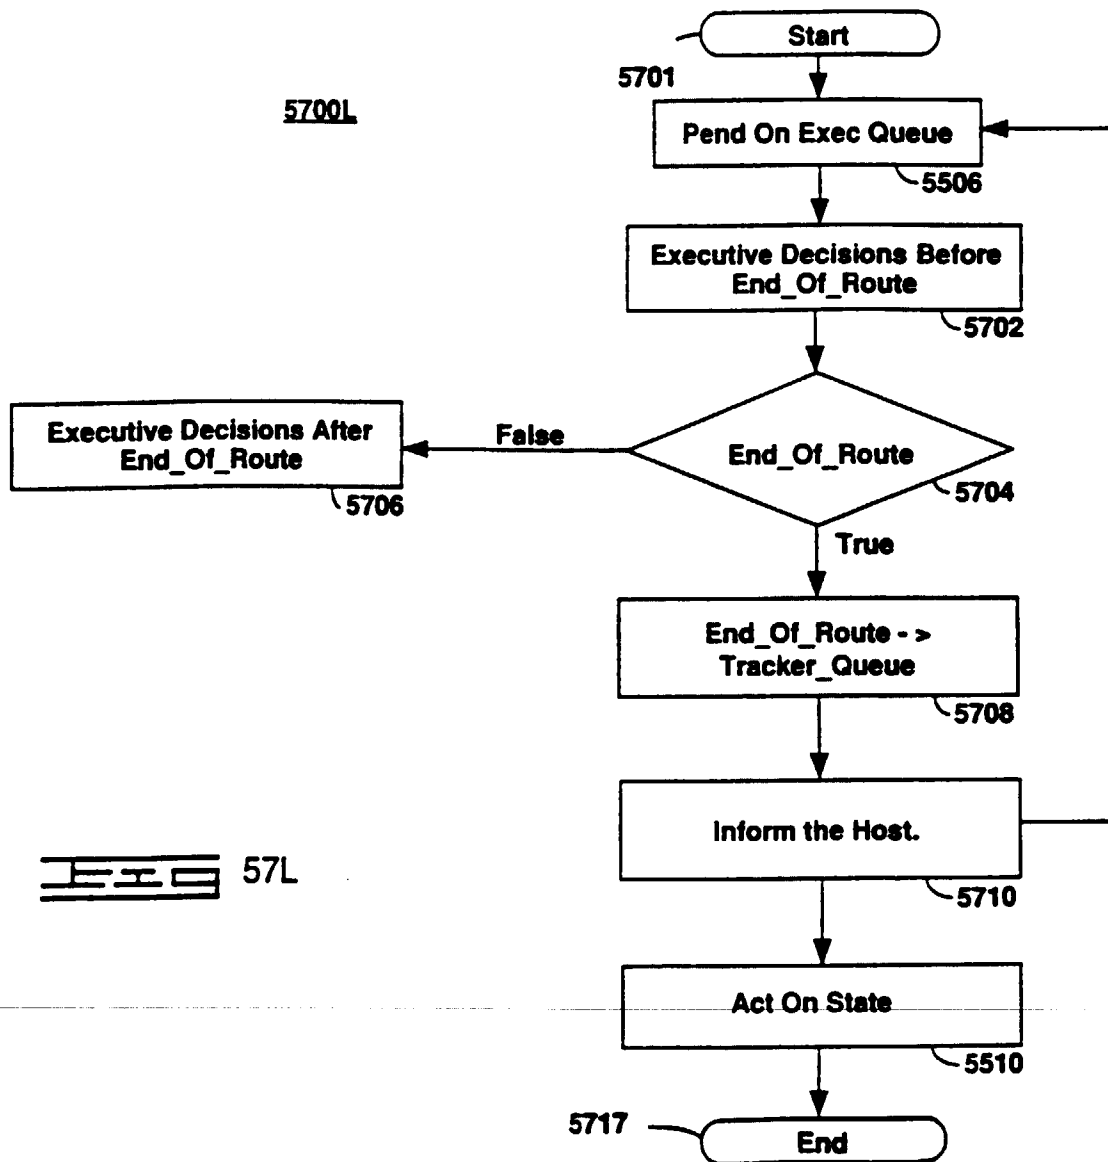 Start
5701
5700L
Pend On Exec Queue
5506
Executive Decisions Before
End_Of_Route
5702
Executive Decisions After
End_Of_Route
5706
False
End_Of_Route
5704
True
End_Of_Route - >
Tracker_Queue
5708
Inform the Host.
5710
57L
Act On State
5510
5717
End